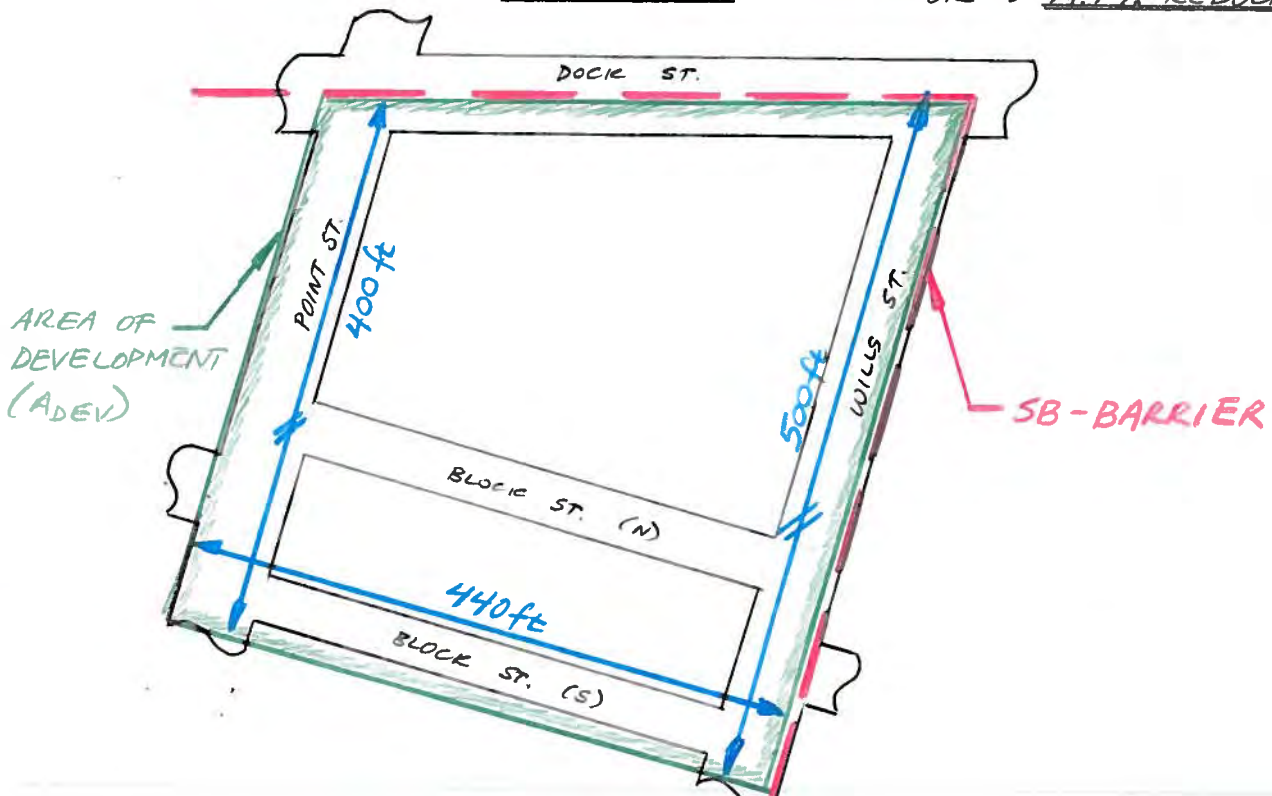 DOCK ST.
POINT ST.
400ft
WILLS ST.
500ft
AREA OF
DEVELOPMENT
(ADEV)
SB-BARRIER
BLOCK ST. (N)
440ft
BLOCK ST. (S)